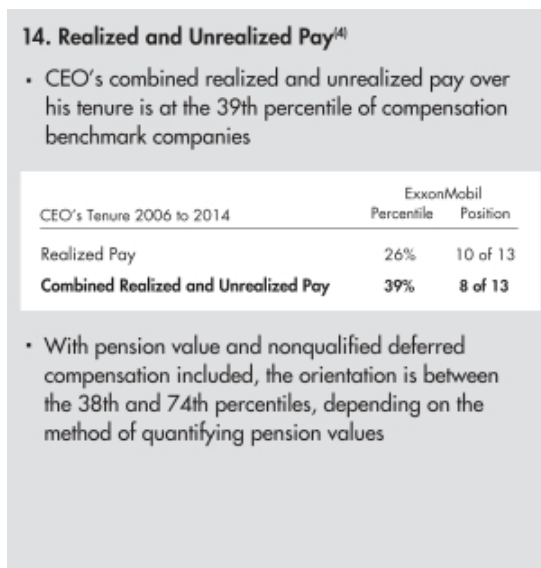 14. Realized and Unrealized Pay(4)
• CEO's combined realized and unrealized pay over
his tenure is at the 39th percentile of compensation
benchmark companies
ExxonMobil
CEO's Tenure 2006 to 2014 Percentile Position
Realized Pay 26% 10 of 13
Combined Realized and Unrealized Pay 39% 8 of 13
• With pension value and nonqualified deferred
compensation included, the orientation is between
the 38th and 74th percentiles, depending on the
method of quantifying pension values